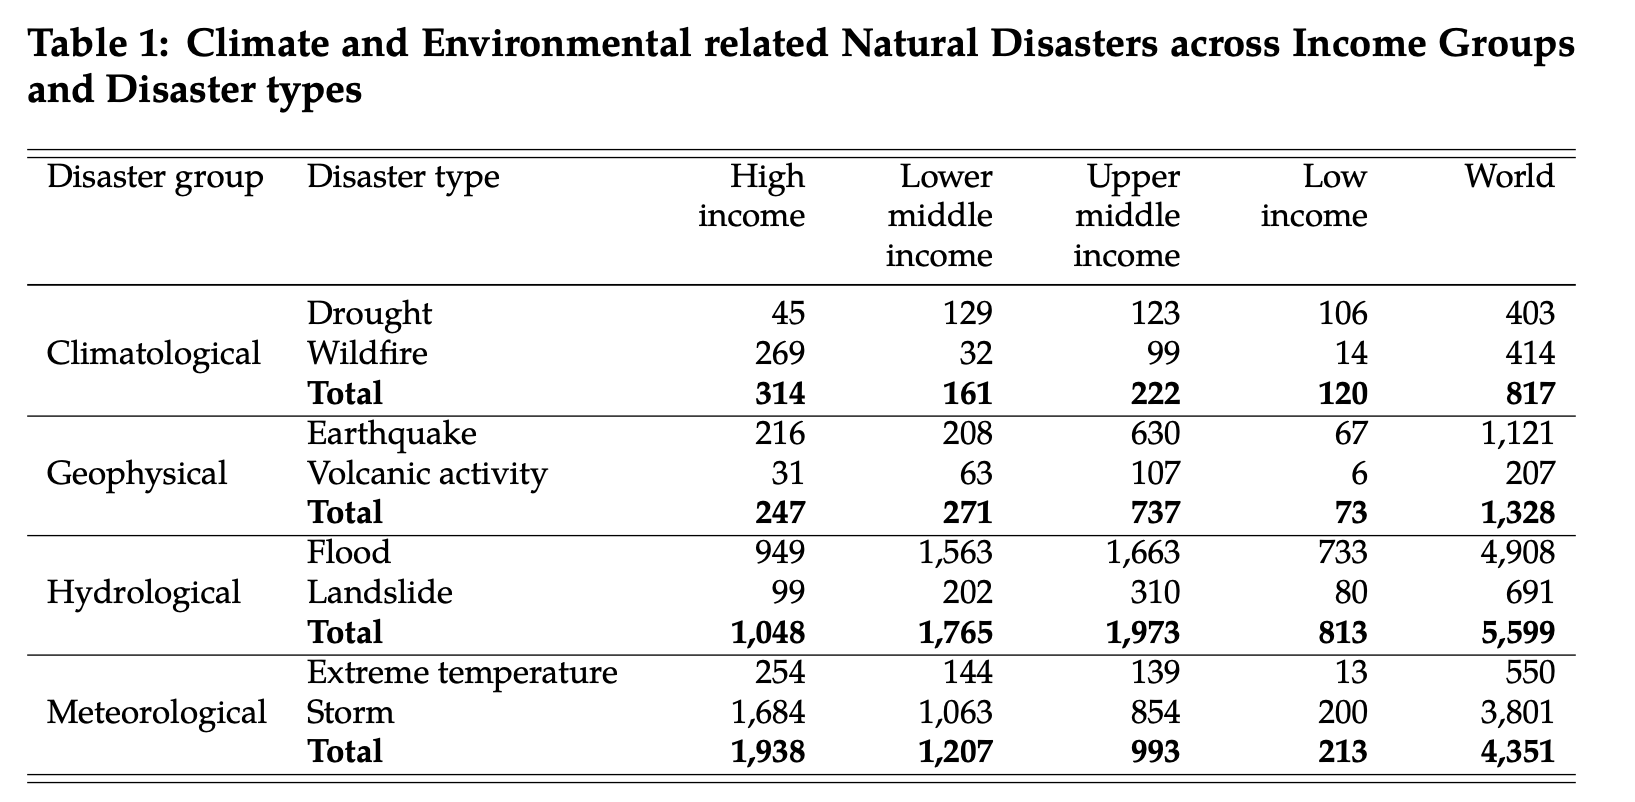 Table 1: Climate and Environmental related Natural Disasters across Income Groups
and Disaster types
Disaster group Disaster type High Lower Upper Low World
income middle middle income
income income
Drought 45 129 123 106 403
Climatological Wildfire 269 32 99 14 414
Total 314 161 222 120 817
Earthquake 216 208 630 67 1,121
Geophysical Volcanic activity 31 63 107 6 207
Total 247 271 737 73 1,328
Flood 949 1,563 1,663 733 4,908
Hydrological Landslide 99 202 310 80 691
Total 1,048 1,765 1,973 813 5,599
Extreme temperature 254 144 139 13 550
Meteorological Storm 1,684 1,063 854 200 3,801
Total 1,938 1,207 993 213 4,351